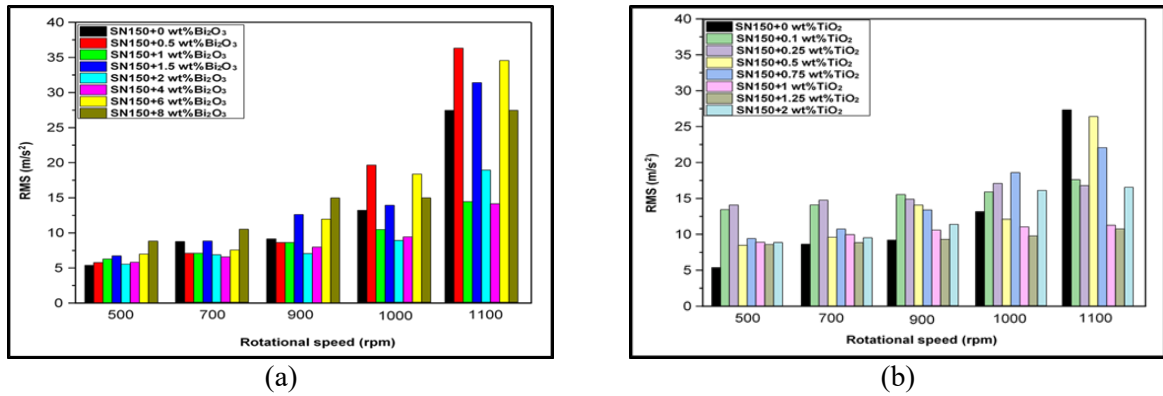 40
35
30
25
20
15
10
5
0
RMS (m/s²)
SN150+0 wt%Bi₂O₃
SN150+0.5 wt%Bi₂O₃
SN150+1 wt%Bi₂O₃
SN150+1.5 wt%Bi₂O₃
SN150+2 wt%Bi₂O₃
SN150+4 wt%Bi₂O₃
SN150+6 wt%Bi₂O₃
SN150+8 wt%Bi₂O₃
500 700 900 1000 1100
Rotational speed (rpm)
(a)
40
35
30
25
20
15
10
5
0
RMS (m/s²)
SN150+0 wt%TiO₂
SN150+0.1 wt%TiO₂
SN150+0.25 wt%TiO₂
SN150+0.5 wt%TiO₂
SN150+0.75 wt%TiO₂
SN150+1 wt%TiO₂
SN150+1.25 wt%TiO₂
SN150+2 wt%TiO₂
500 700 900 1000 1100
Rotational speed (rpm)
(b)